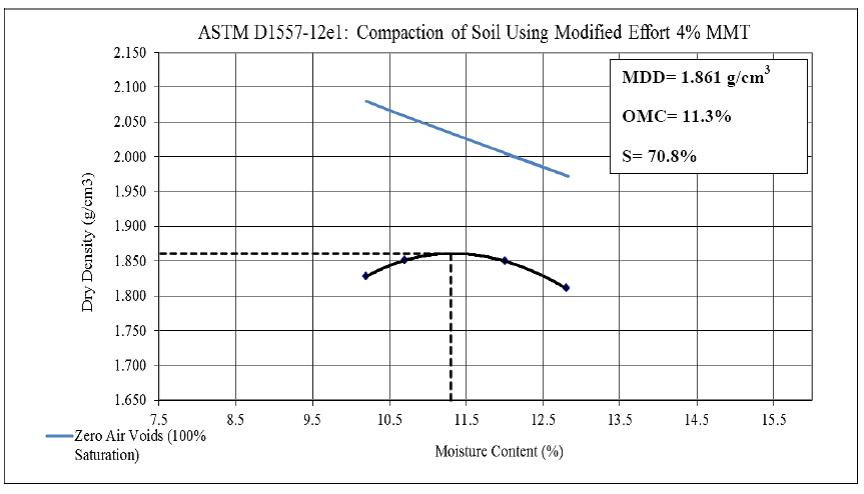 ASTM D1557-12e1: Compaction of Soil Using Modified Effort 4% MMT
MDD= 1.861 g/cm³
OMC= 11.3%
S= 70.8%
Dry Density (g/cm3)
2.150
2.100
2.050
2.000
1.950
1.900
1.850
1.800
1.750
1.700
1.650
7.5 8.5 9.5 10.5 11.5 12.5 13.5 14.5 15.5
Moisture Content (%)
Zero Air Voids (100%
Saturation)